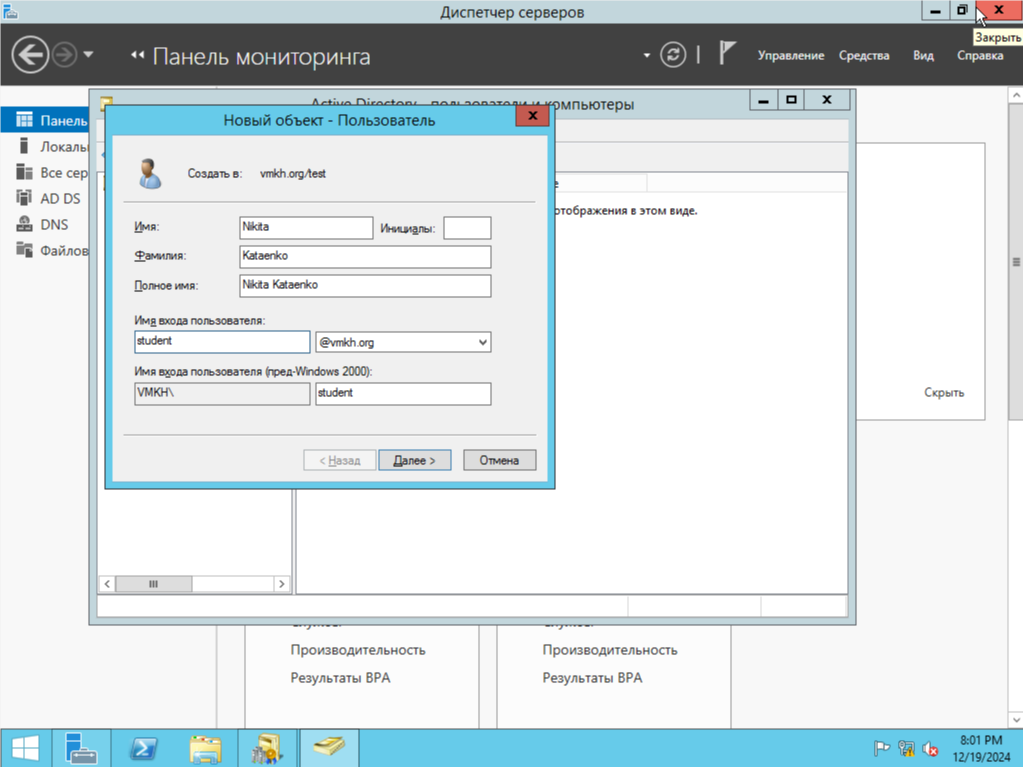 Диспетчер серверов
Закрыть
Панель мониторинга
Управление Средства Вид Справка
Active Directory - пользователи и компьютеры
Новый объект - Пользователь
Панель
Локаль
Все сер
AD DS
DNS
Файлов
Создать в: vmkh.org/test
отображения в этом виде.
Имя: Nikita Инициалы:
Фамилия: Kataenko
Полное имя: Nikita Kataenko
Имя входа пользователя:
student @vmkh.org
Имя входа пользователя (пред-Windows 2000):
VMKH\ student
Скрыть
< Назад Далее > Отмена
Производительность Производительность
Результаты BPA Результаты BPA
8:01 PM
12/19/2024